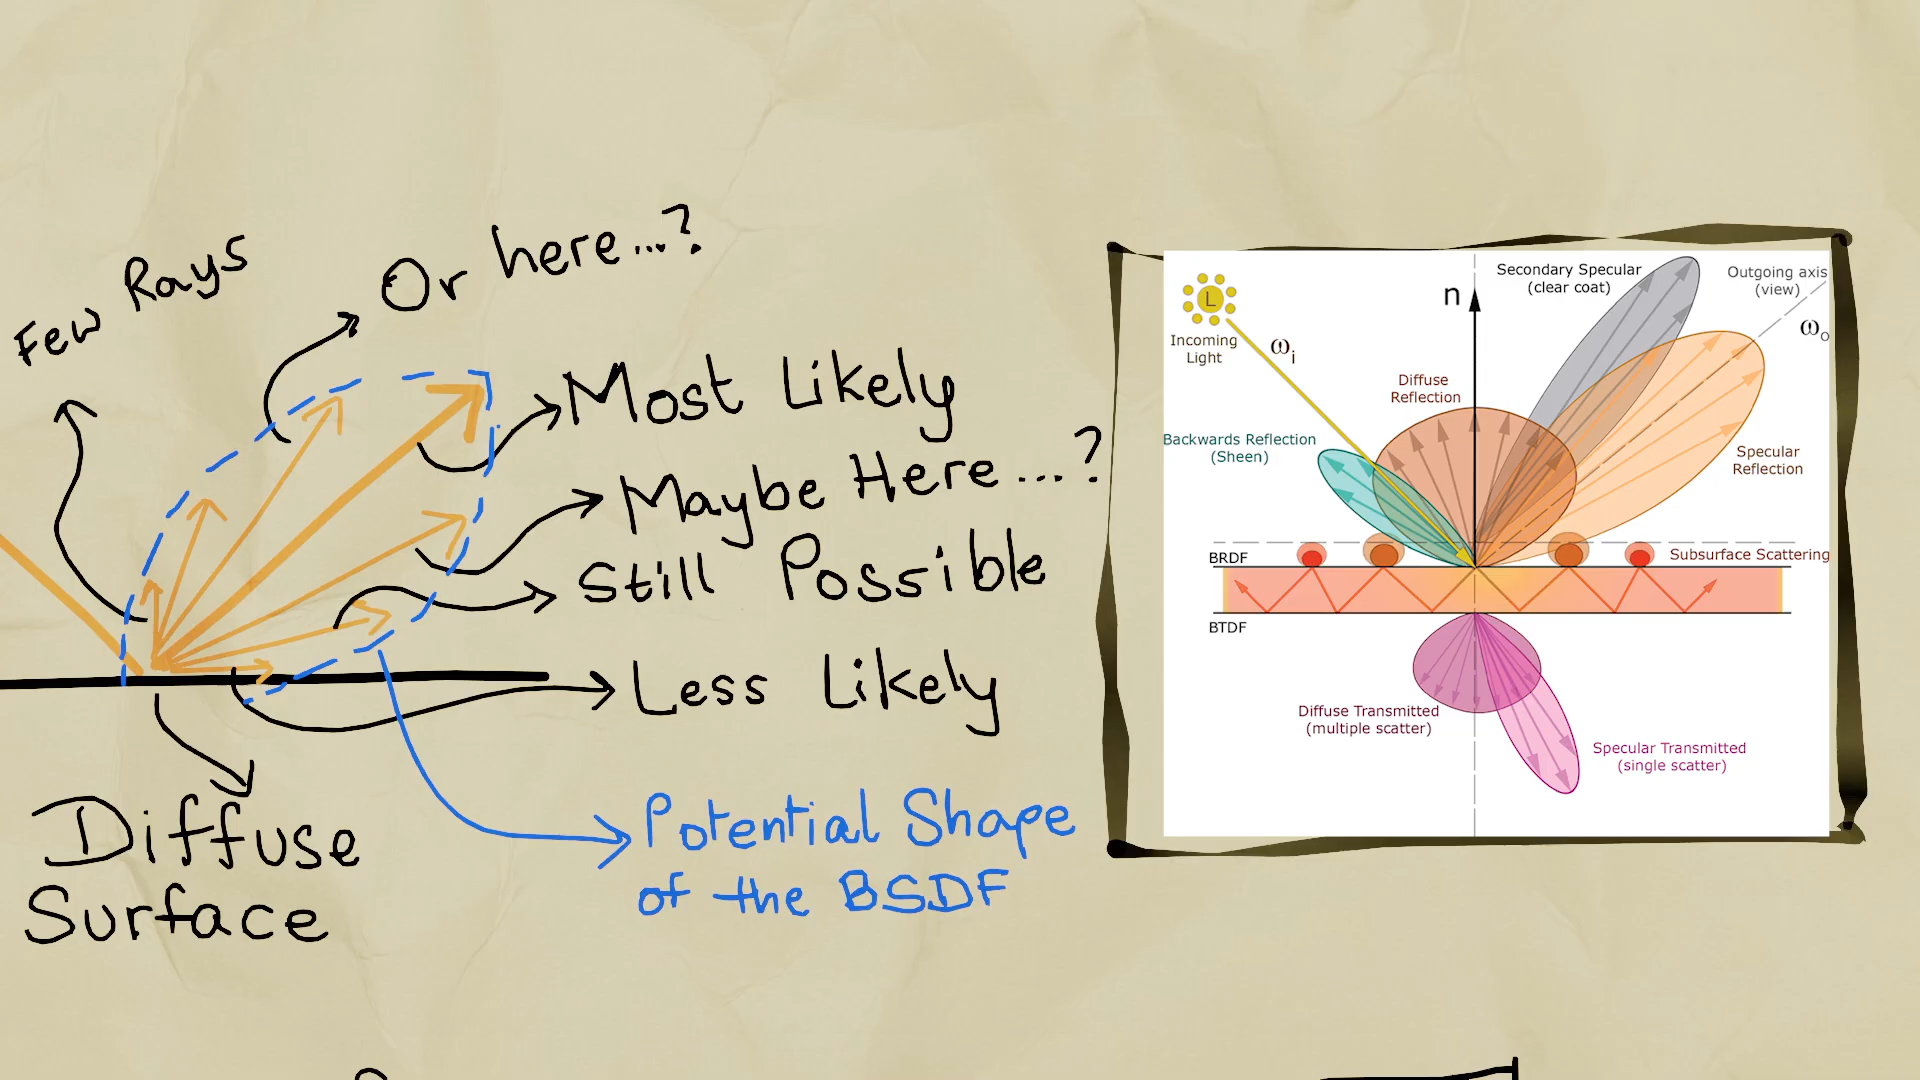 Few Rays
Or here...?
Most Likely
Maybe Here....?
Still Possible
Less Likely
Diffuse
Surface
Potential Shape
of the BSDF
L
Incoming
Light
ωi
n
Secondary Specular
(clear coat)
Outgoing axis
(view)
ωo
Diffuse
Reflection
Backwards Reflection
(Sheen)
Specular
Reflection
BRDF
Subsurface Scattering
BTDF
Diffuse Transmitted
(multiple scatter)
Specular Transmitted
(single scatter)